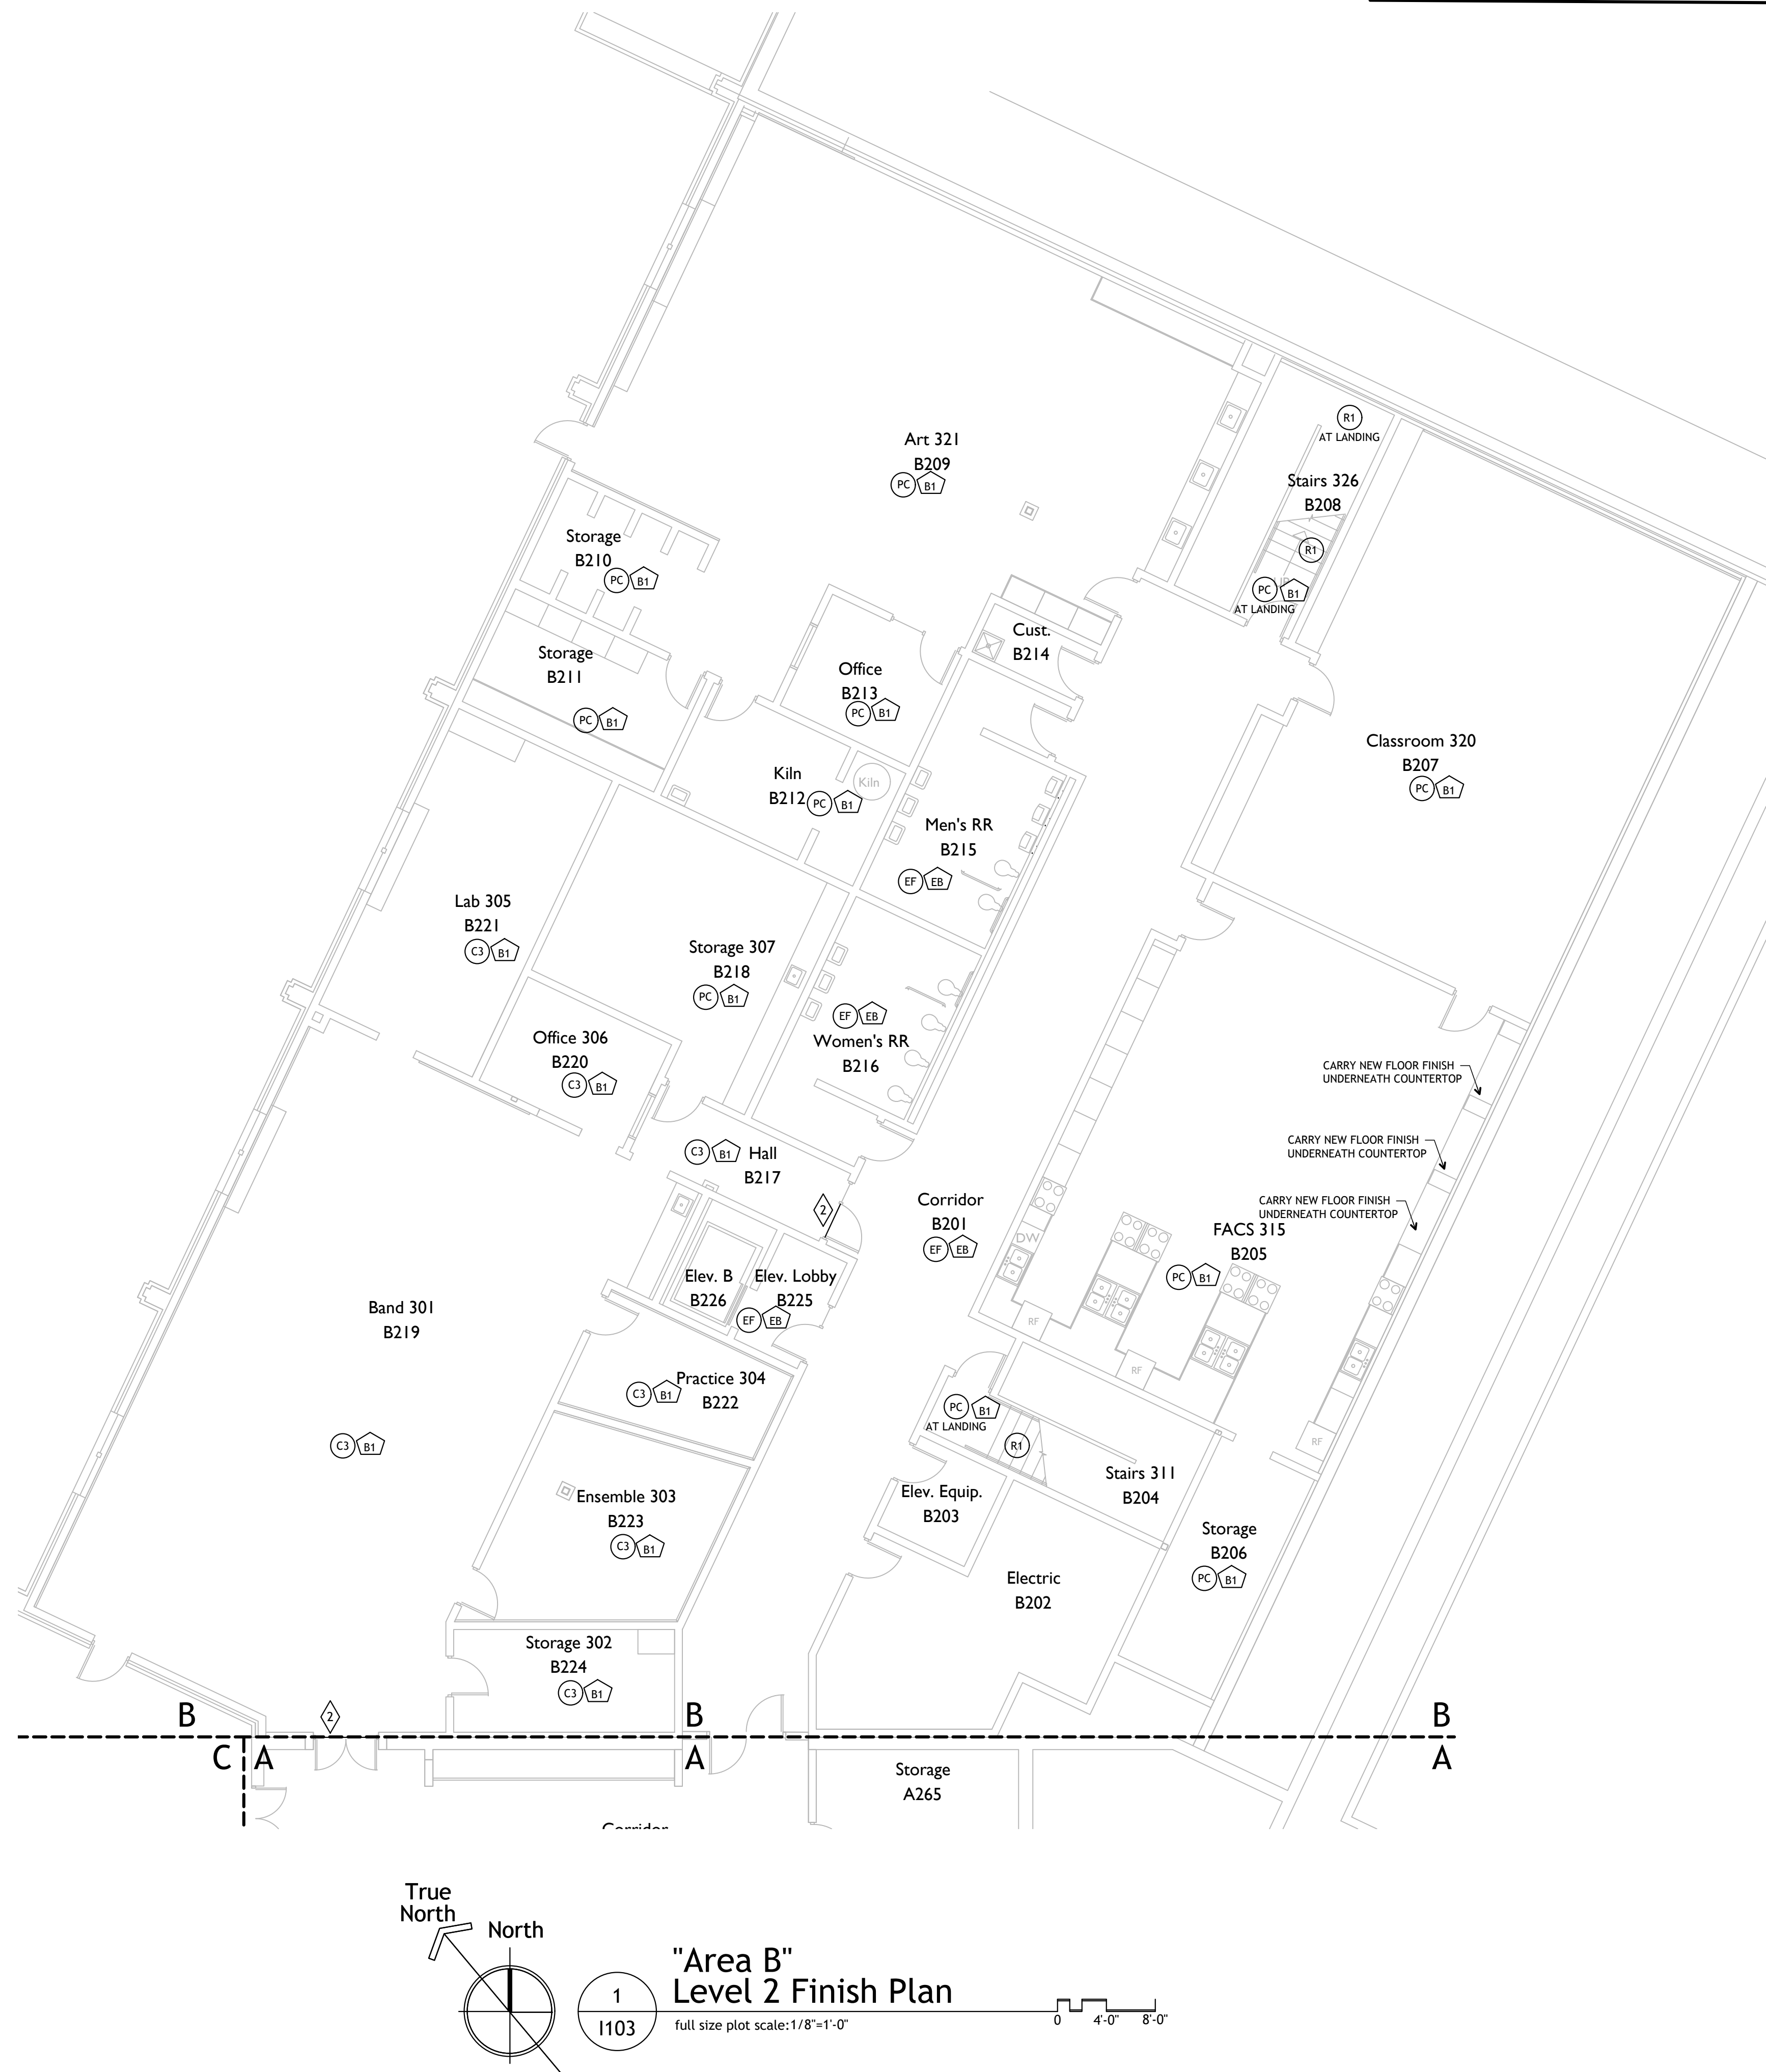 Art 321
B209
PC B1
R1
AT LANDING
Stairs 326
B208
R1
UP
PC B1
AT LANDING
Storage
B210
PC B1
Storage
B211
PC B1
Cust.
B214
Office
B213
PC B1
Kiln
B212
PC B1
Kiln
Classroom 320
B207
PC B1
Men's RR
B215
EF EB
Lab 305
B221
C3 B1
Storage 307
B218
PC B1
EF EB
Women's RR
B216
Office 306
B220
C3 B1
CARRY NEW FLOOR FINISH
UNDERNEATH COUNTERTOP
CARRY NEW FLOOR FINISH
UNDERNEATH COUNTERTOP
CARRY NEW FLOOR FINISH
UNDERNEATH COUNTERTOP
C3 B1
Hall
B217
2
Corridor
B201
EF EB
DW
FACS 315
B205
PC B1
RF
RF
RF
Elev. B
B226
Elev. Lobby
B225
EF EB
Band 301
B219
C3 B1
Practice 304
B222
C3 B1
PC B1
AT LANDING
R1
Stairs 311
B204
Elev. Equip.
B203
Ensemble 303
B223
C3 B1
Storage
B206
PC B1
Electric
B202
Storage 302
B224
C3 B1
B
2
B
B
C A
A
A
Storage
A265
Corridor
True
North
North
1
I103
"Area B"
Level 2 Finish Plan
full size plot scale:1/8"=1'-0"
0 4'-0" 8'-0"